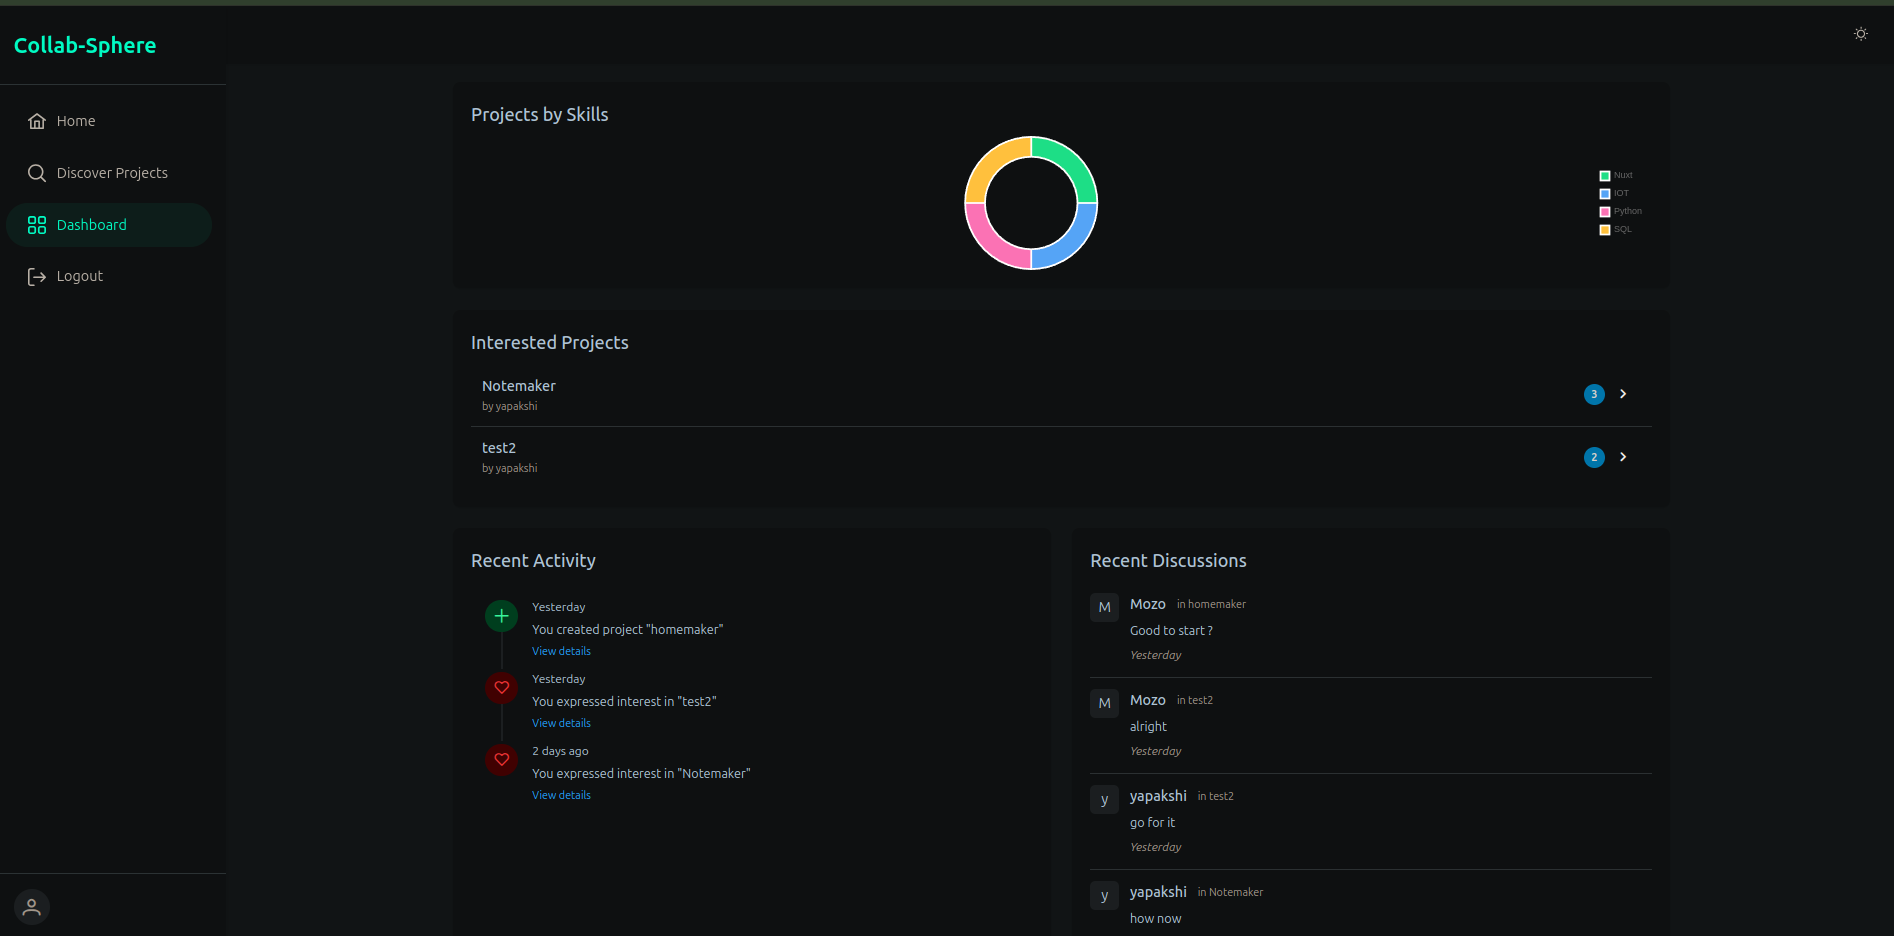 Collab-Sphere
Home
Discover Projects
Dashboard
Logout
Projects by Skills
Nuxt
IOT
Python
SQL
Interested Projects
Notemaker
by yapakshi
3
test2
by yapakshi
2
Recent Activity
Yesterday
You created project "homemaker"
View details
Yesterday
You expressed interest in "test2"
View details
2 days ago
You expressed interest in "Notemaker"
View details
Recent Discussions
M Mozo in homemaker
Good to start ?
Yesterday
M Mozo in test2
alright
Yesterday
y yapakshi in test2
go for it
Yesterday
y yapakshi in Notemaker
how now